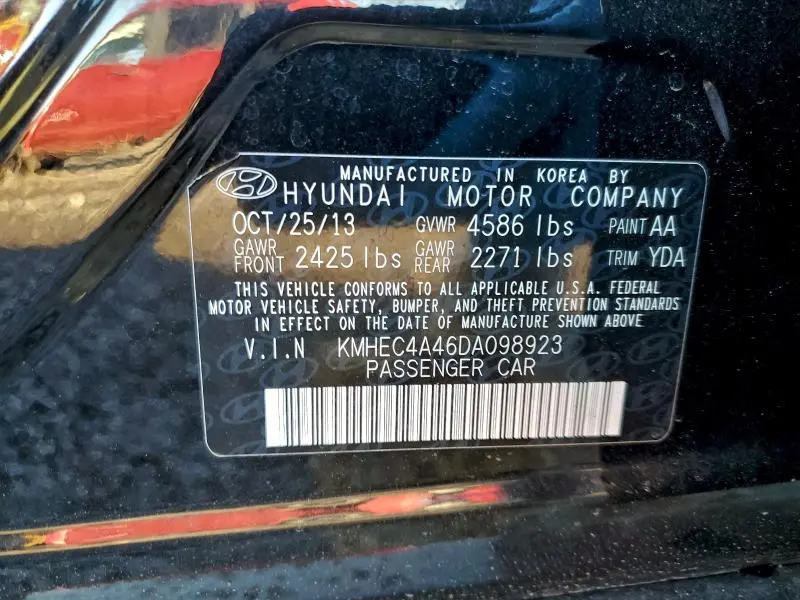 MANUFACTURED IN KOREA BY
HYUNDAI MOTOR COMPANY
OCT/25/13 GVWR 4586 lbs PAINT AA
GAWR FRONT 2425 lbs GAWR REAR 2271 lbs TRIM YDA
THIS VEHICLE CONFORMS TO ALL APPLICABLE U.S.A. FEDERAL
MOTOR VEHICLE SAFETY, BUMPER, AND THEFT PREVENTION STANDARDS
IN EFFECT ON THE DATE OF MANUFACTURE SHOWN ABOVE
V.I.N KMHEC4A46DA098923
PASSENGER CAR